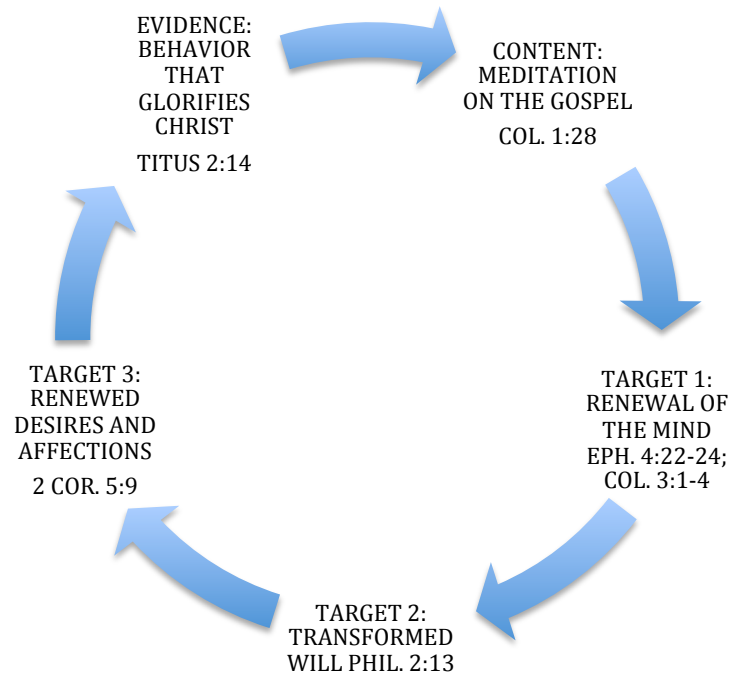 EVIDENCE:
BEHAVIOR
THAT
GLORIFIES
CHRIST
TITUS 2:14
CONTENT:
MEDITATION
ON THE GOSPEL
COL. 1:28
TARGET 1:
RENEWAL OF
THE MIND
EPH. 4:22-24;
COL. 3:1-4
TARGET 2:
TRANSFORMED
WILL PHIL. 2:13
TARGET 3:
RENEWED
DESIRES AND
AFFECTIONS
2 COR. 5:9